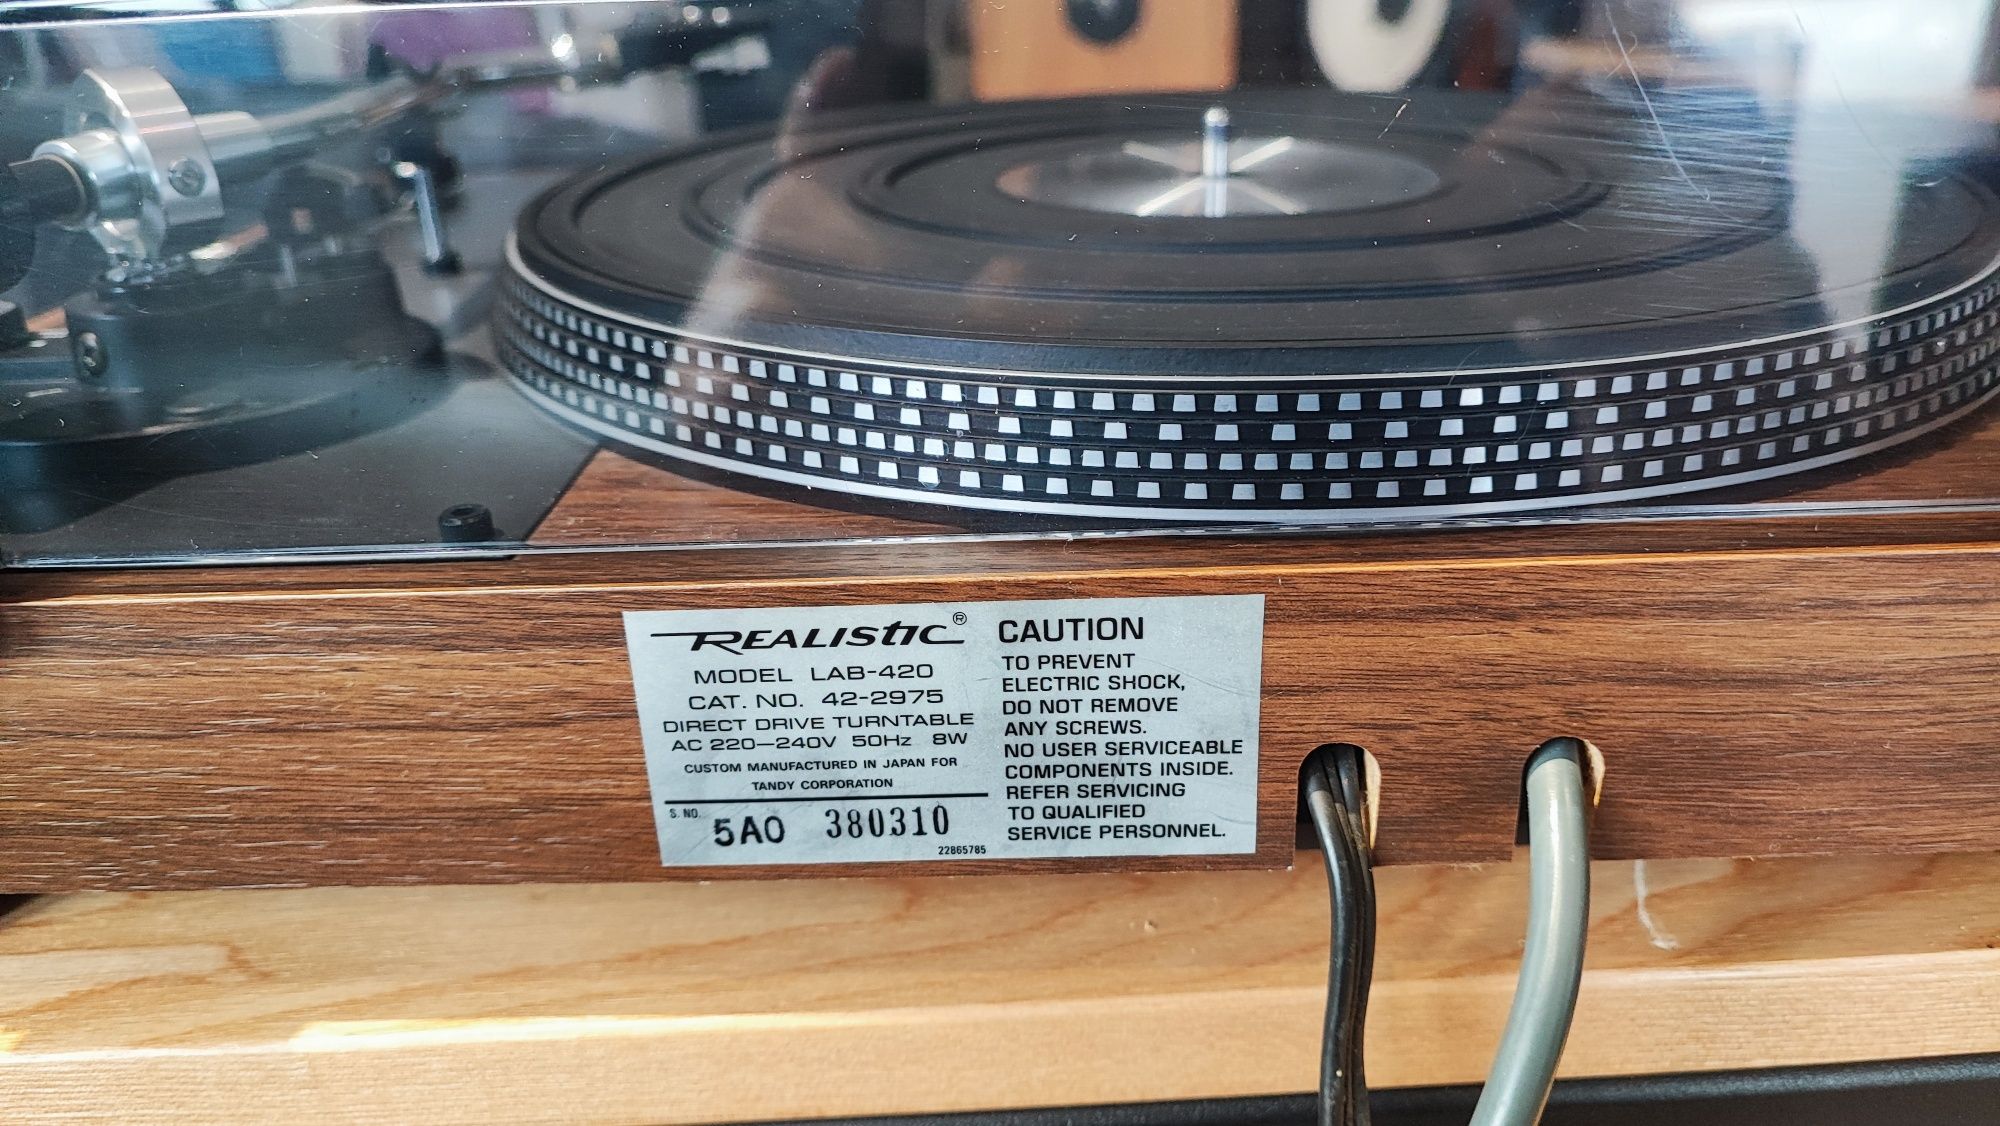 REALISTIC®
MODEL LAB-420
CAT. NO. 42-2975
DIRECT DRIVE TURNTABLE
AC 220—240V 50Hz 8W
CUSTOM MANUFACTURED IN JAPAN FOR
TANDY CORPORATION
S. NO. 5A0 380310
22865785
CAUTION
TO PREVENT
ELECTRIC SHOCK,
DO NOT REMOVE
ANY SCREWS.
NO USER SERVICEABLE
COMPONENTS INSIDE.
REFER SERVICING
TO QUALIFIED
SERVICE PERSONNEL.